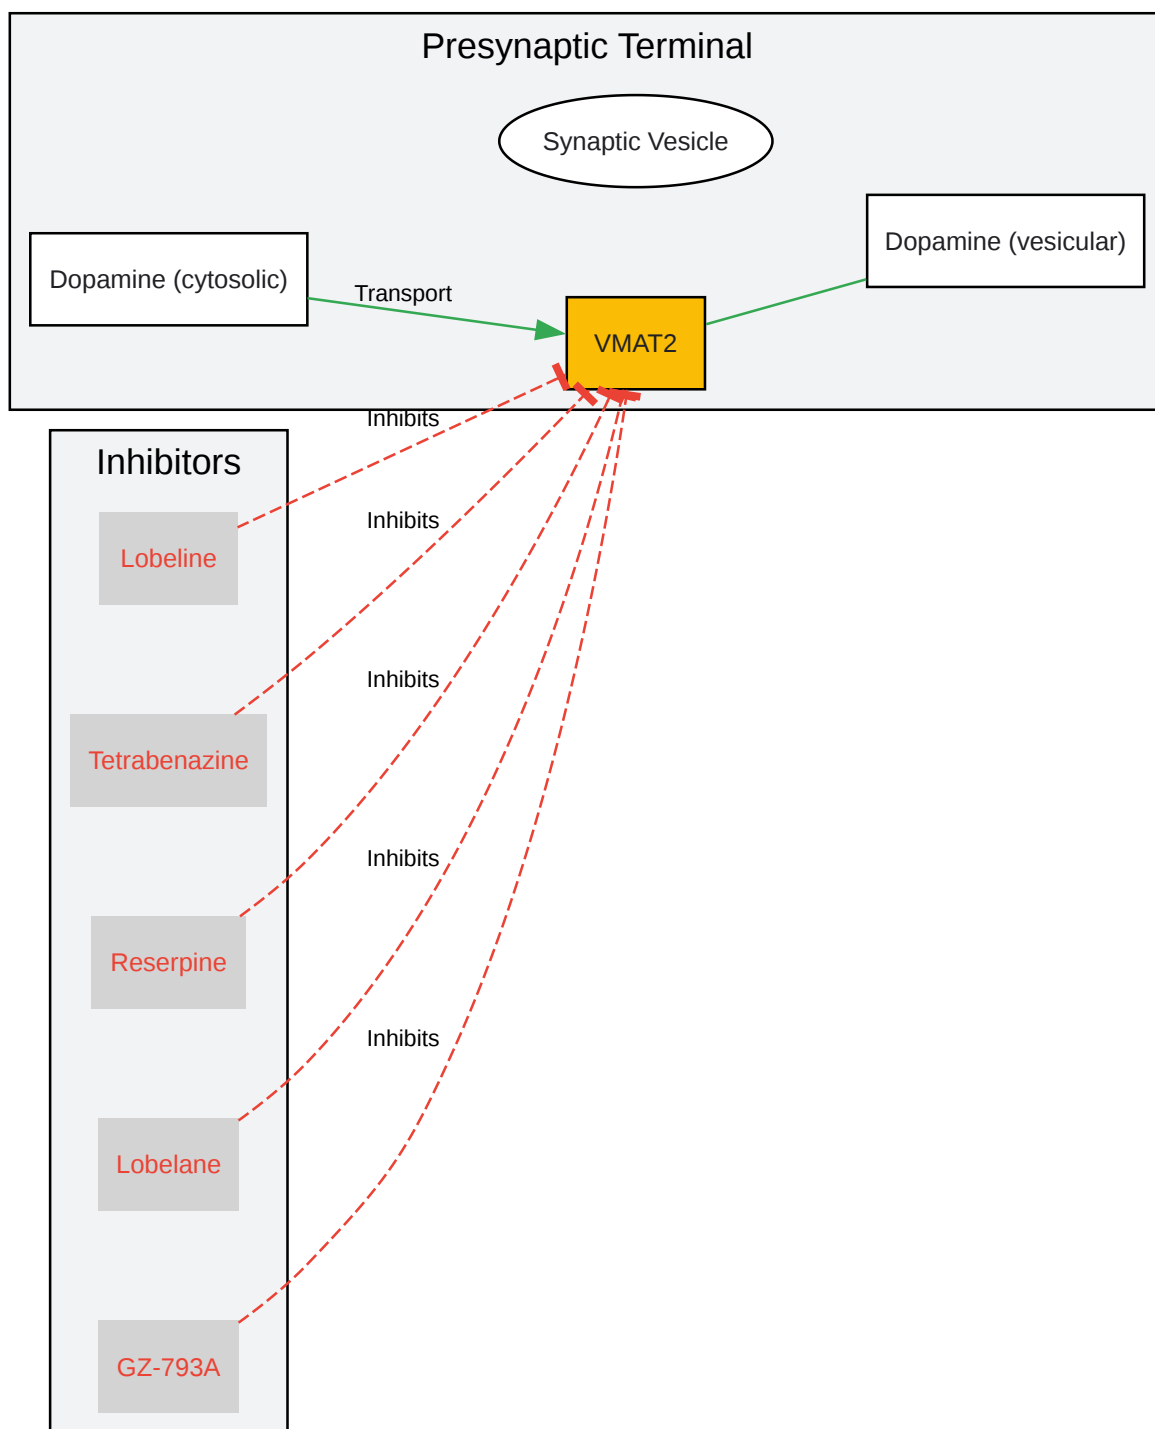 Presynaptic Terminal
Synaptic Vesicle
Dopamine (vesicular)
Dopamine (cytosolic)
Transport
VMAT2
Inhibits
Inhibitors
Inhibits
Lobeline
Inhibits
Tetrabenazine
Inhibits
Reserpine
Inhibits
Lobelane
GZ-793A